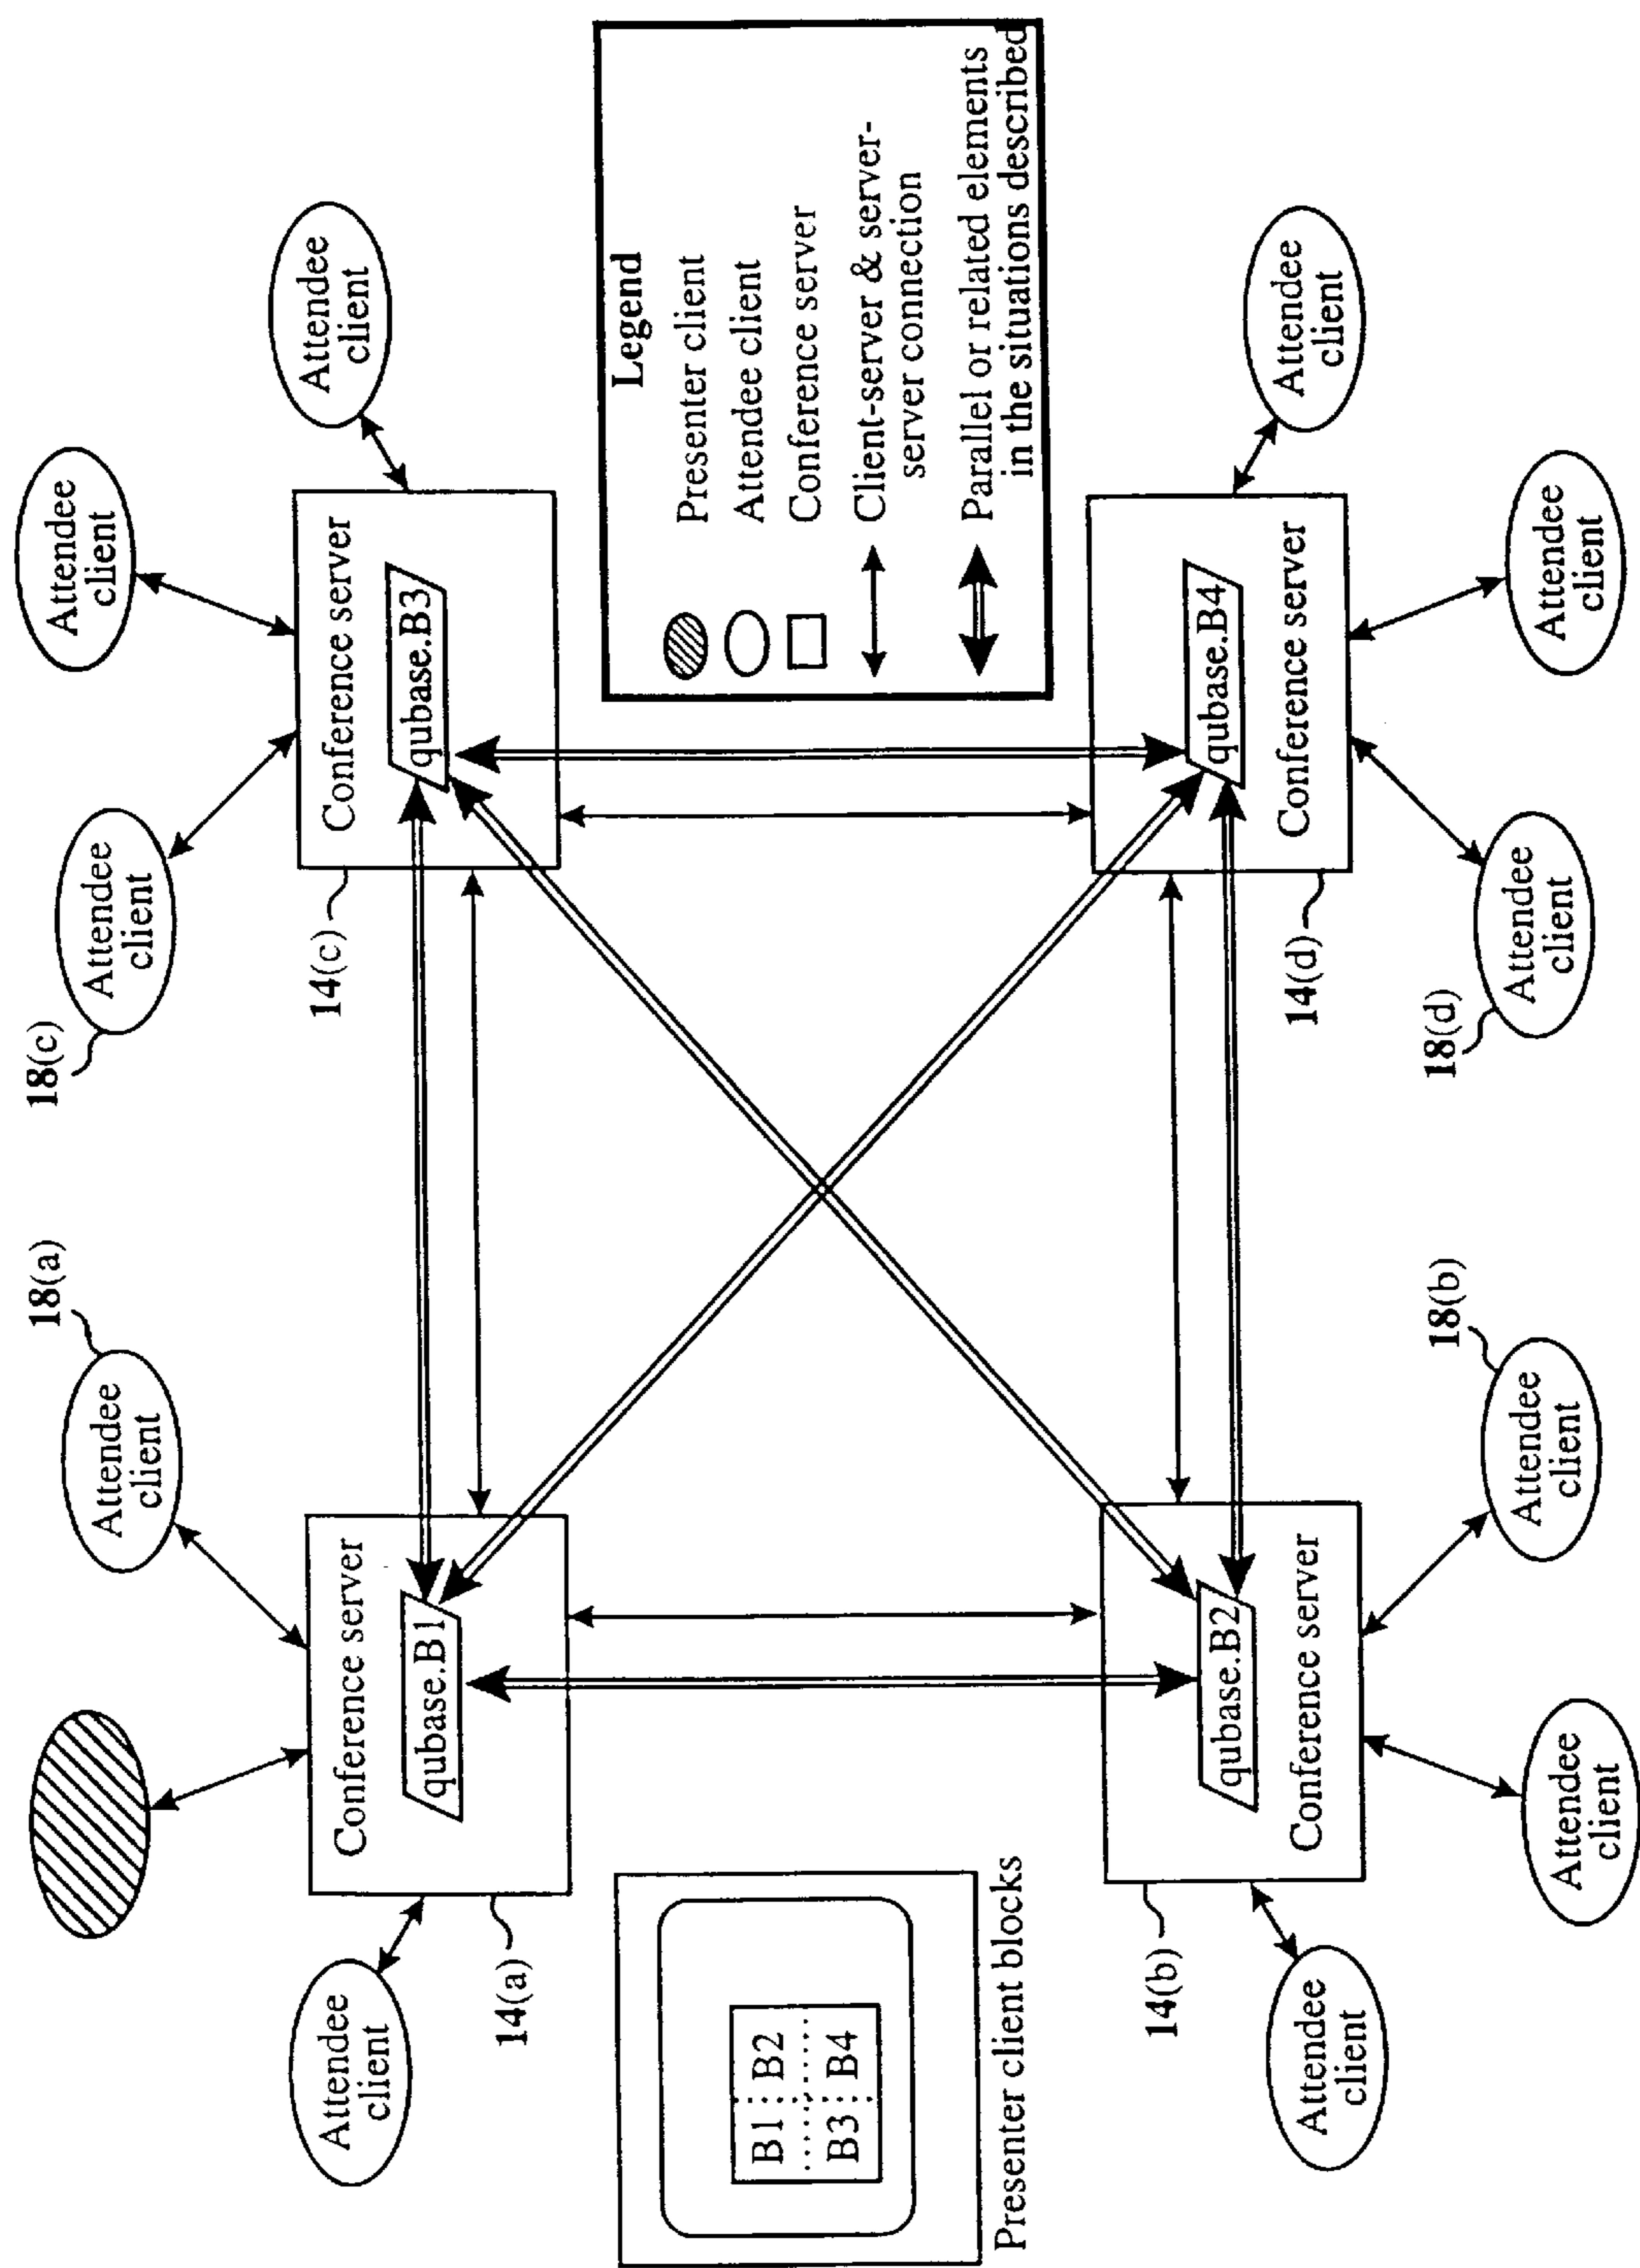 18(a)
18(c)
Attendee
client
Attendee
client
Attendee
client
Attendee
client
Attendee
client
14(a)
Conference server
qubase.B1
14(c)
Conference server
qubase.B3
B1
B2
B3
B4
Presenter client blocks
Legend
Presenter client
Attendee client
Conference server
Client-server & server-
server connection
Parallel or related elements
in the situations described
14(b)
qubase.B2
Conference server
14(d)
qubase.B4
Conference server
Attendee
client
Attendee
client
Attendee
client
18(b)
18(d)
Attendee
client
Attendee
client
Attendee
client